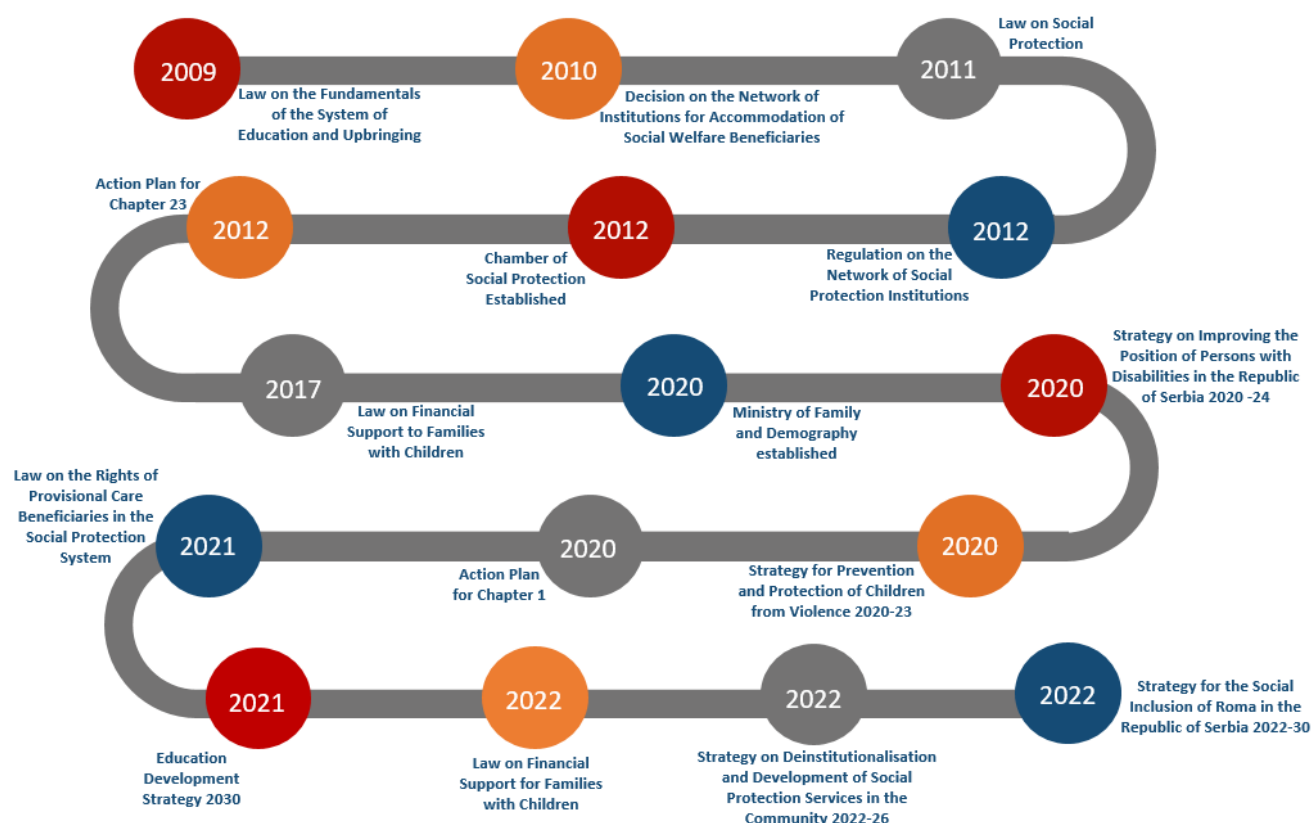 2009
Law on the Fundamentals
of the System of
Education and Upbringing
2010
Decision on the Network of
Institutions for Accommodation of
Social Welfare Beneficiaries
2011
Law on Social
Protection
2012
Regulation on the
Network of Social
Protection Institutions
2012
Chamber of
Social Protection
Established
2012
Action Plan for
Chapter 23
2017
Law on Financial
Support to Families
with Children
2020
Ministry of Family
and Demography
established
2020
Strategy on Improving the
Position of Persons with
Disabilities in the Republic
of Serbia 2020 -24
2020
Strategy for Prevention
and Protection of Children
from Violence 2020-23
2020
Action Plan
for Chapter 1
2021
Law on the Rights of
Provisional Care
Beneficiaries in the
Social Protection
System
2021
Education
Development
Strategy 2030
2022
Law on Financial
Support for Families
with Children
2022
Strategy on Deinstitutionalisation
and Development of Social
Protection Services in the
Community 2022-26
2022
Strategy for the Social
Inclusion of Roma in the
Republic of Serbia 2022-30